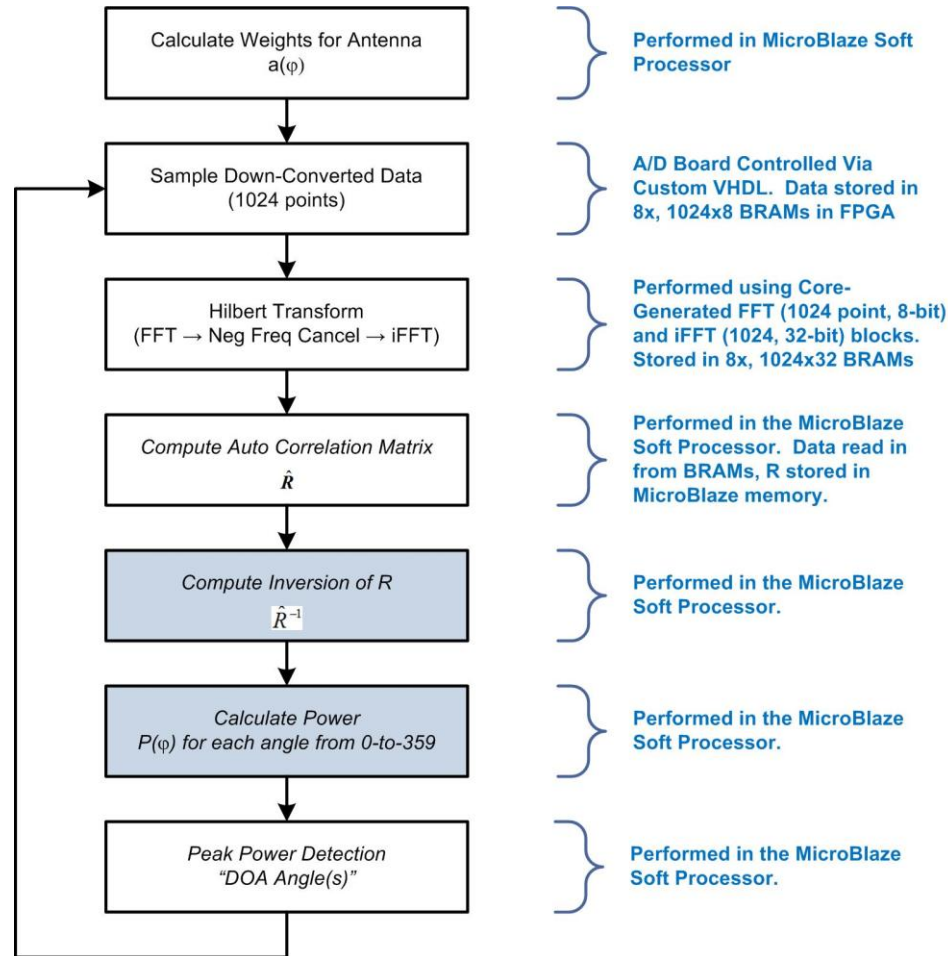 Calculate Weights for Antenna
a(φ)
Performed in MicroBlaze Soft
Processor
Sample Down-Converted Data
(1024 points)
A/D Board Controlled Via
Custom VHDL. Data stored in
8x, 1024x8 BRAMs in FPGA
Hilbert Transform
(FFT → Neg Freq Cancel → iFFT)
Performed using Core-
Generated FFT (1024 point, 8-bit)
and iFFT (1024, 32-bit) blocks.
Stored in 8x, 1024x32 BRAMs
Compute Auto Correlation Matrix
R̂
Performed in the MicroBlaze
Soft Processor. Data read in
from BRAMs, R stored in
MicroBlaze memory.
Compute Inversion of R
R̂⁻¹
Performed in the MicroBlaze
Soft Processor.
Calculate Power
P(φ) for each angle from 0-to-359
Performed in the MicroBlaze
Soft Processor.
Peak Power Detection
“DOA Angle(s)”
Performed in the MicroBlaze
Soft Processor.